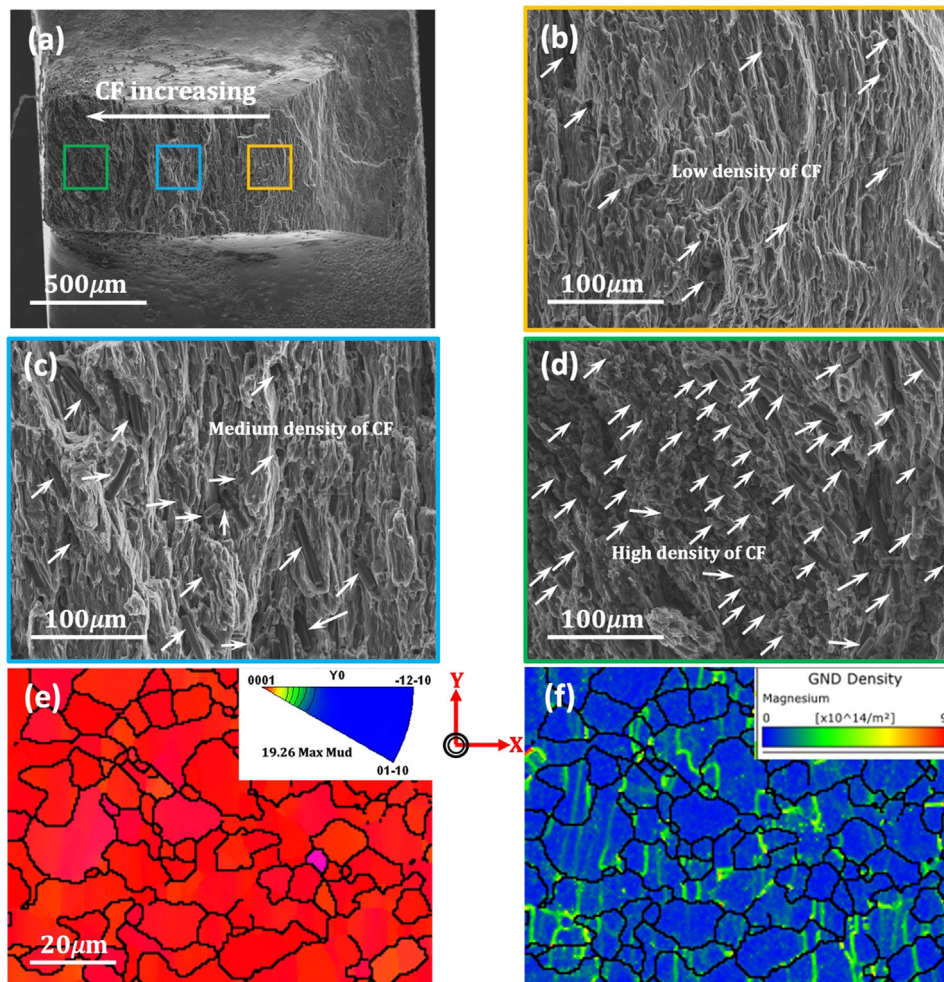 (a)
CF increasing
500μm
(b)
Low density of CF
100μm
(c)
Medium density of CF
100μm
(d)
High density of CF
100μm
(e)
0001
Y0
-12-10
19.26 Max Mud
01-10
20μm
Y
X
(f)
GND Density
Magnesium
0
[x10^14/m²]
9